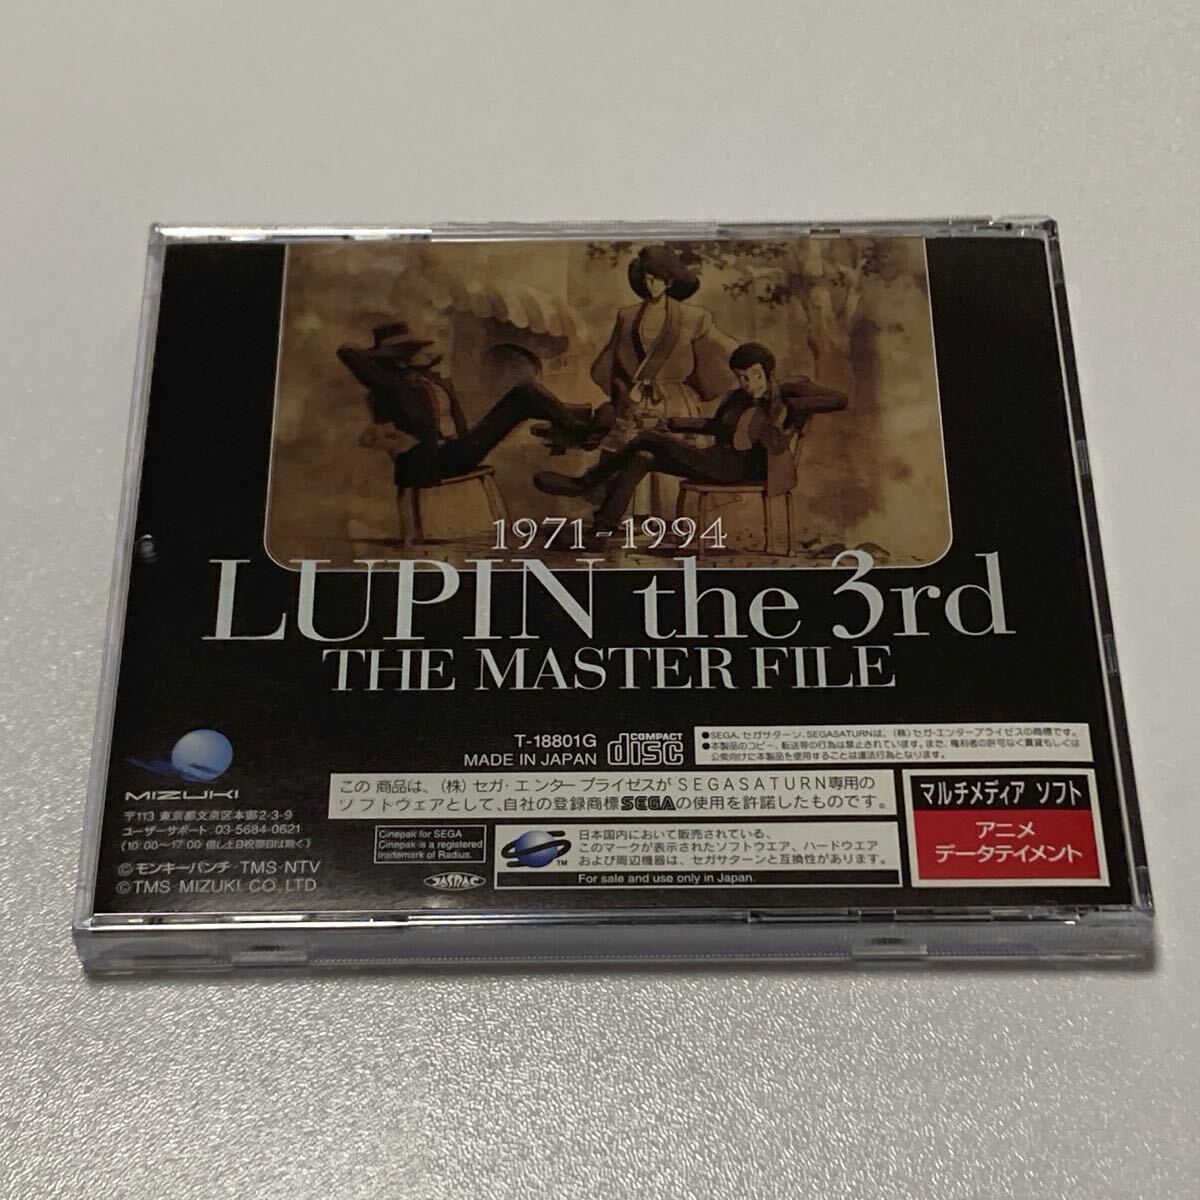 1971-1994
LUPIN the 3rd
THE MASTER FILE
T-18801G
MADE IN JAPAN
COMPACT
disc
●SEGA、セガサターン、SEGASATURNは、(株)セガ・エンタープライゼスの商標です。
●本製品のコピー、転送等の行為は禁止されています。また、権利者の許可なく賃貸もしくは
公衆向けに本製品を使用することは違法行為となります。
MIZUKI
〒113 東京都文京区本郷2-3-9
ユーザーサポート 03-5684-0621
(10:00〜17:00 但し土日祝祭日は除く)
©モンキーパンチ・TMS・NTV
©TMS MIZUKI. CO., LTD
この 商品は、(株)セガ・エンタープライゼスがSEGASATURN専用の
ソフトウェアとして、自社の登録商標SEGAの使用を許諾したものです。
Cinepak for SEGA
Cinepak is a registered
trademark of Radius.
JASRAC
TM
日本国内において販売されている、
このマークが表示されたソフトウエア、ハードウエア
および周辺機器は、セガサターンと互換性があります。
For sale and use only in Japan.
マルチメディア ソフト
アニメ
データテイメント